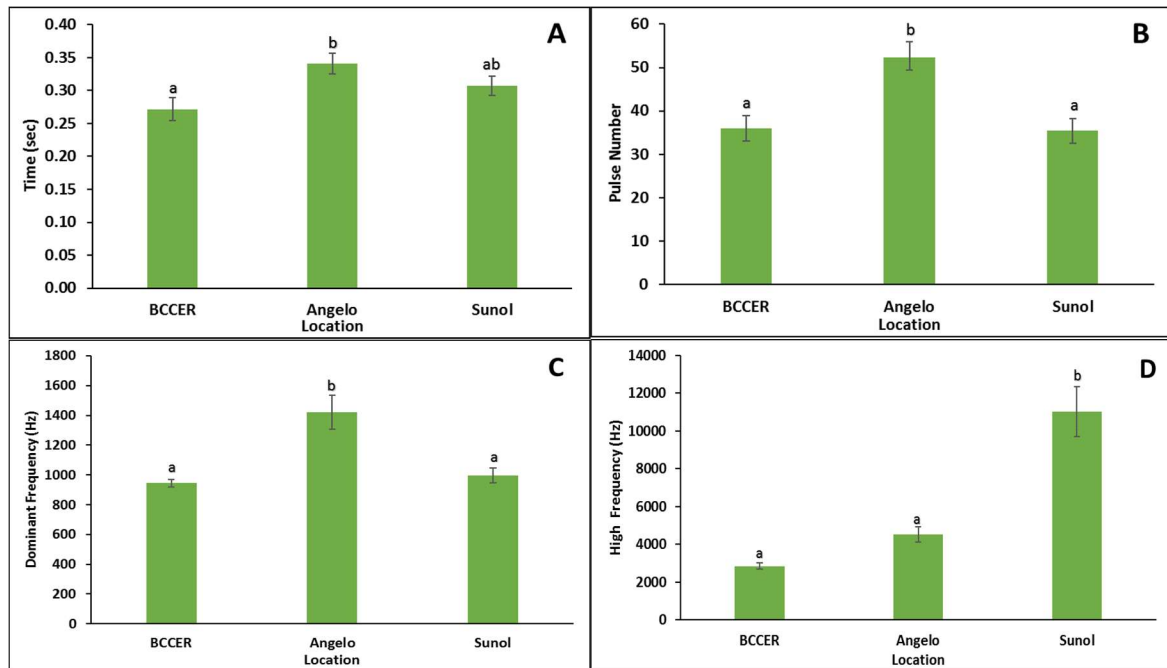 A
Time (sec)
0.40
0.35
0.30
0.25
0.20
0.15
0.10
0.05
0.00
a
b
ab
BCCER
Angelo
Sunol
Location
B
Pulse Number
60
50
40
30
20
10
0
a
b
a
BCCER
Angelo
Sunol
Location
C
Dominant Frequency (Hz)
1800
1600
1400
1200
1000
800
600
400
200
0
a
b
a
BCCER
Angelo
Sunol
Location
D
High Frequency (Hz)
14000
12000
10000
8000
6000
4000
2000
0
a
a
b
BCCER
Angelo
Sunol
Location